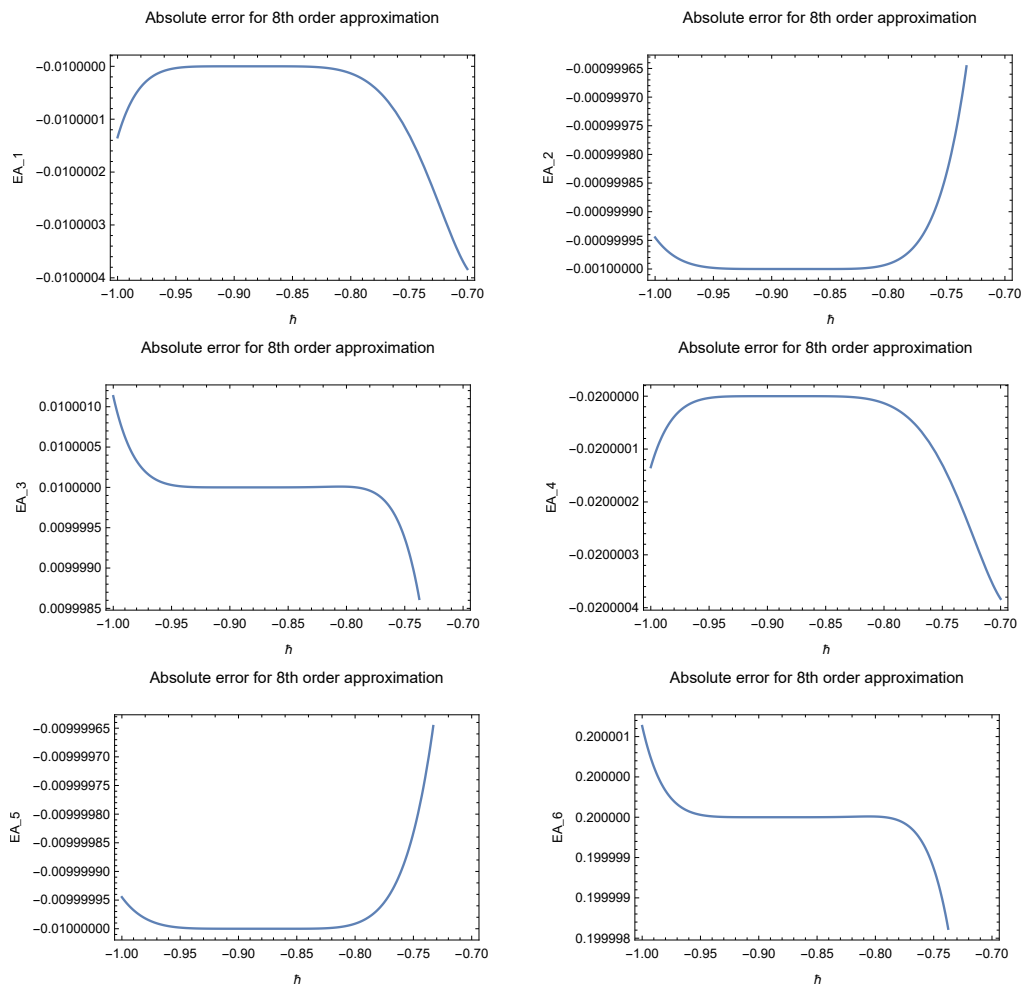 Absolute error for 8th order approximation
EA_1
−0.0100000
−0.0100001
−0.0100002
−0.0100003
−0.0100004
−1.00 −0.95 −0.90 −0.85 −0.80 −0.75 −0.70
ℏ
Absolute error for 8th order approximation
EA_2
−0.00099965
−0.00099970
−0.00099975
−0.00099980
−0.00099985
−0.00099990
−0.00099995
−0.00100000
−1.00 −0.95 −0.90 −0.85 −0.80 −0.75 −0.70
ℏ
Absolute error for 8th order approximation
EA_3
0.0100010
0.0100005
0.0100000
0.0099995
0.0099990
0.0099985
−1.00 −0.95 −0.90 −0.85 −0.80 −0.75 −0.70
ℏ
Absolute error for 8th order approximation
EA_4
−0.0200000
−0.0200001
−0.0200002
−0.0200003
−0.0200004
−1.00 −0.95 −0.90 −0.85 −0.80 −0.75 −0.70
ℏ
Absolute error for 8th order approximation
EA_5
−0.00999965
−0.00999970
−0.00999975
−0.00999980
−0.00999985
−0.00999990
−0.00999995
−0.01000000
−1.00 −0.95 −0.90 −0.85 −0.80 −0.75 −0.70
ℏ
Absolute error for 8th order approximation
EA_6
0.200001
0.200000
0.200000
0.199999
0.199999
0.199998
−1.00 −0.95 −0.90 −0.85 −0.80 −0.75 −0.70
ℏ